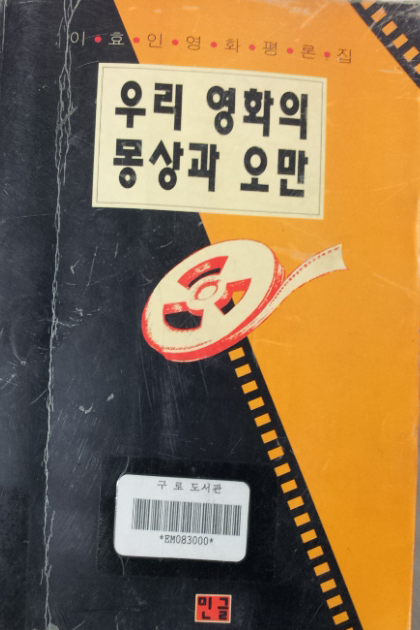 이•효•인•영•화•평•론•집
우리 영화의
몽상과 오만
구로 도서관
*EM083000*
민글